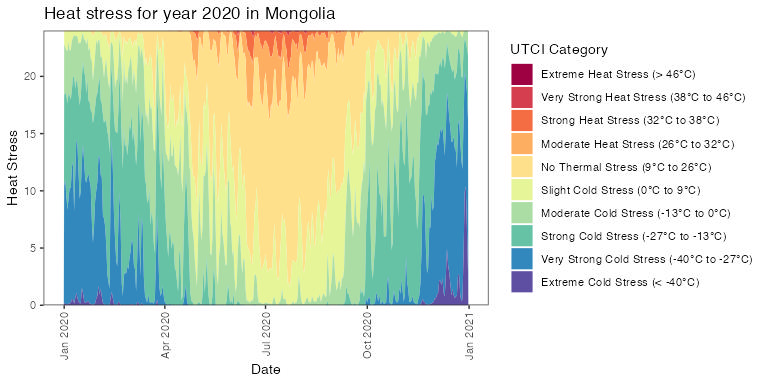 Heat stress for year 2020 in Mongolia
Heat Stress
20
15
10
5
0
Jan 2020
Apr 2020
Jul 2020
Oct 2020
Jan 2021
Date
UTCI Category
Extreme Heat Stress (> 46°C)
Very Strong Heat Stress (38°C to 46°C)
Strong Heat Stress (32°C to 38°C)
Moderate Heat Stress (26°C to 32°C)
No Thermal Stress (9°C to 26°C)
Slight Cold Stress (0°C to 9°C)
Moderate Cold Stress (-13°C to 0°C)
Strong Cold Stress (-27°C to -13°C)
Very Strong Cold Stress (-40°C to -27°C)
Extreme Cold Stress (< -40°C)